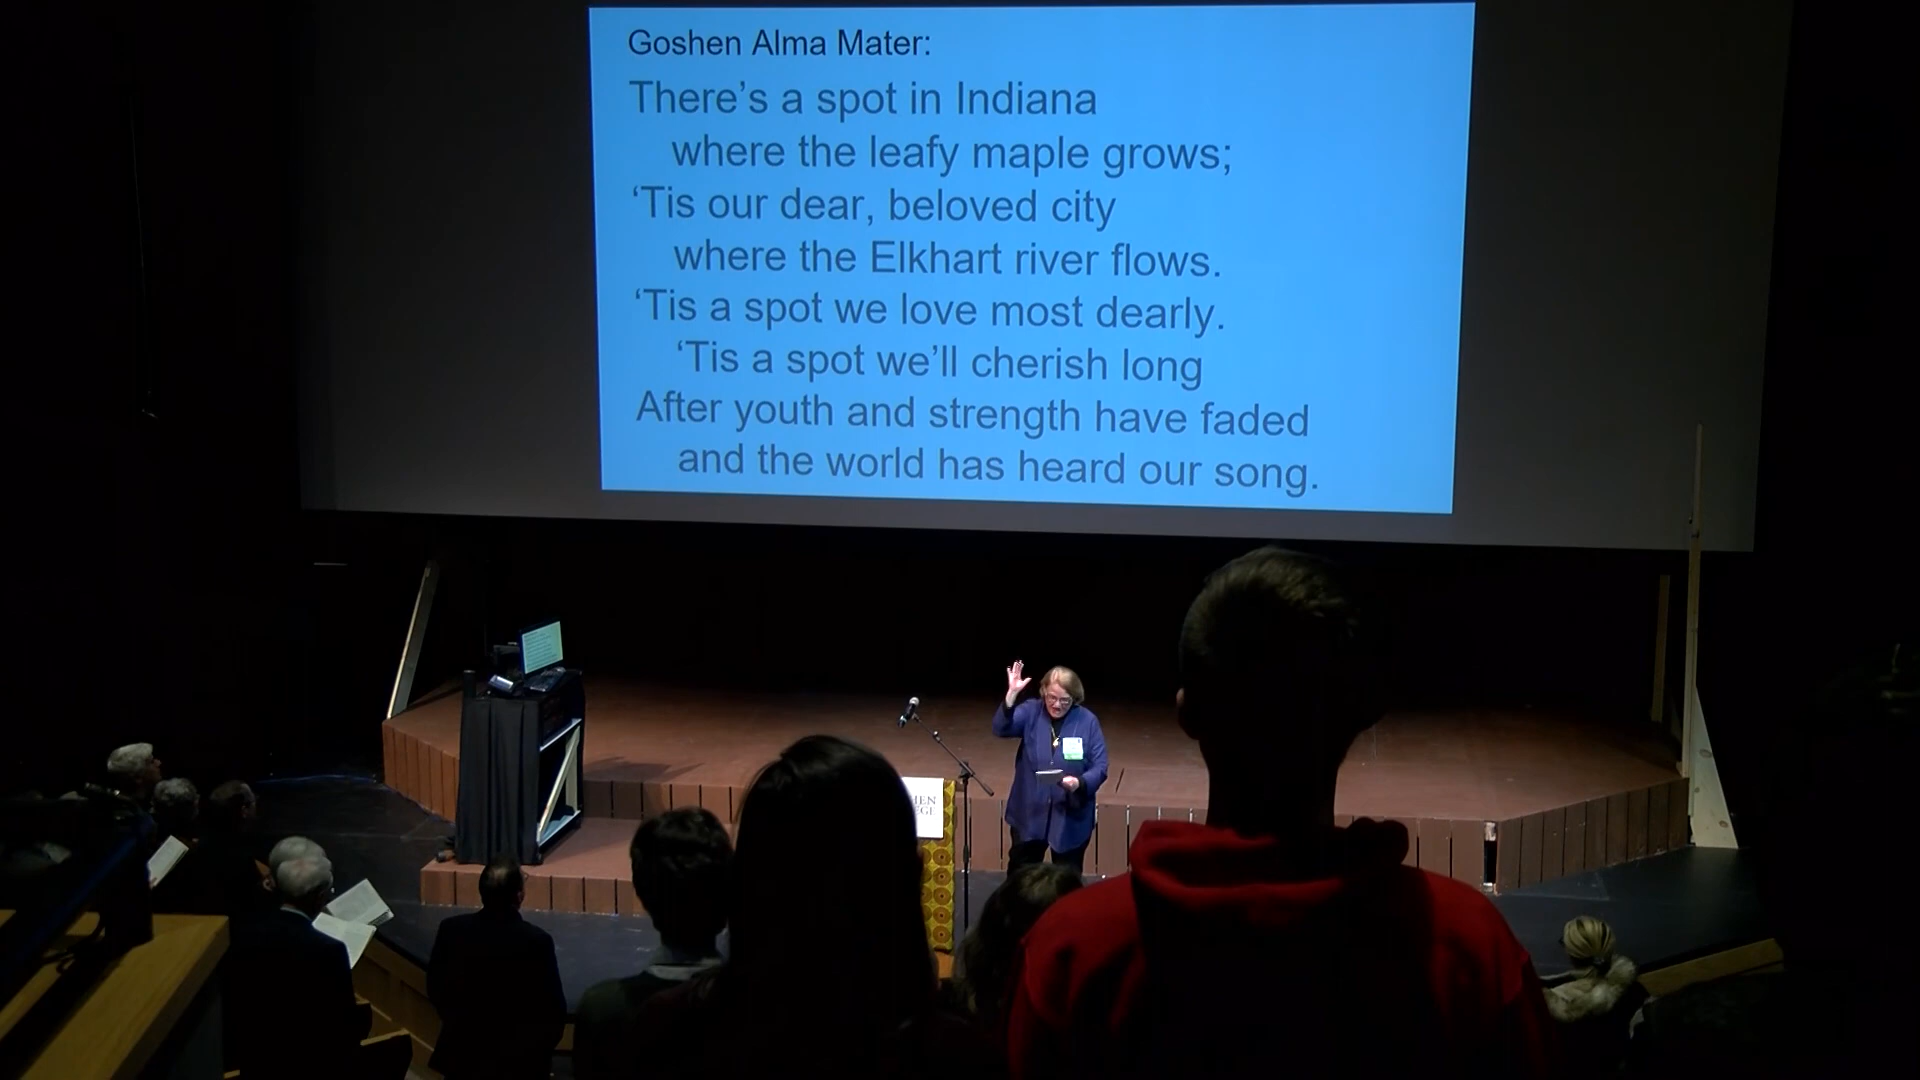 Goshen Alma Mater:
There’s a spot in Indiana
where the leafy maple grows;
‘Tis our dear, beloved city
where the Elkhart river flows.
‘Tis a spot we love most dearly.
‘Tis a spot we’ll cherish long
After youth and strength have faded
and the world has heard our song.